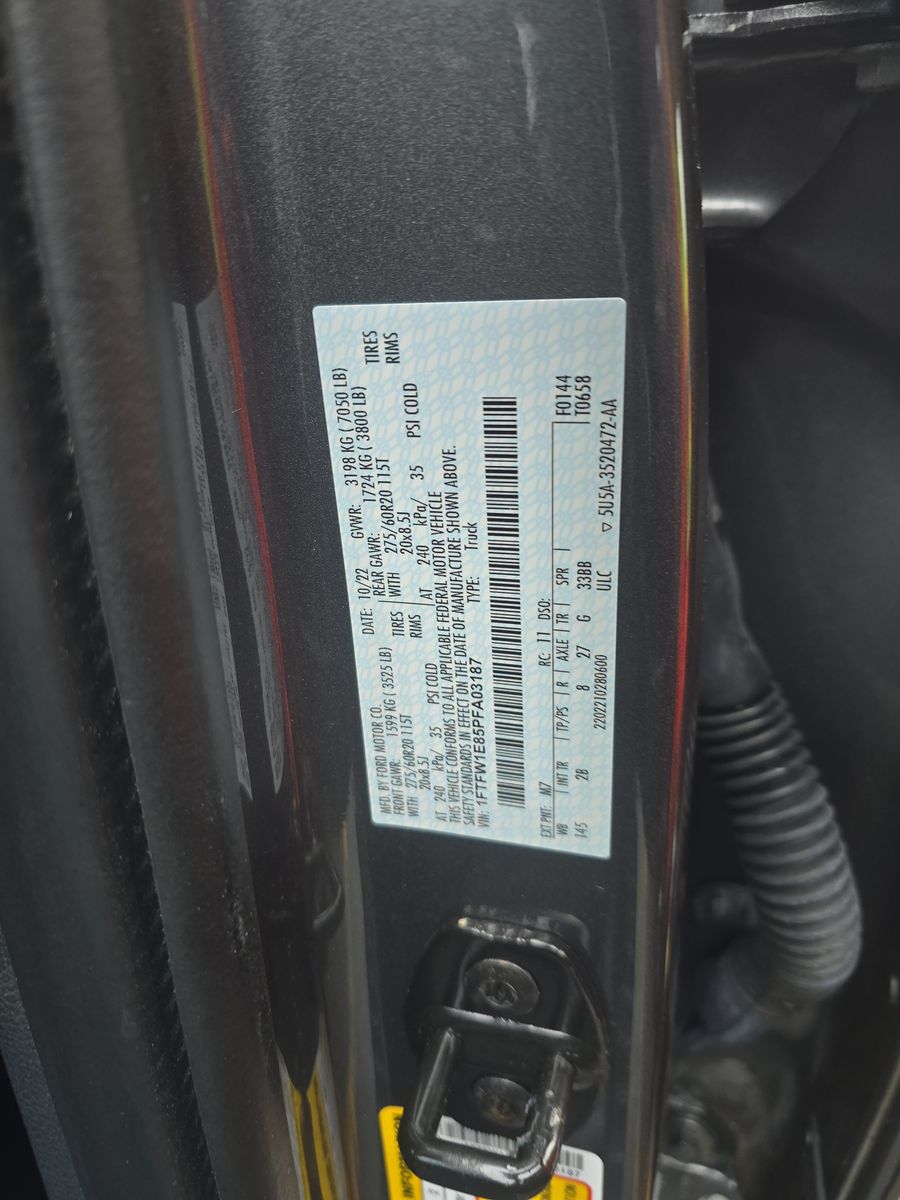 MFD. BY FORD MOTOR CO.
DATE: 10/22 GVWR: 3198 KG ( 7050 LB)
FRONT GAWR: 1599 KG ( 3525 LB) REAR GAWR: 1724 KG ( 3800 LB)
WITH 275/60R20 115T TIRES WITH 275/60R20 115T TIRES
20x8.5J RIMS 20x8.5J RIMS
AT 240 kPa/ 35 PSI COLD AT 240 kPa/ 35 PSI COLD
THIS VEHICLE CONFORMS TO ALL APPLICABLE FEDERAL MOTOR VEHICLE
SAFETY STANDARDS IN EFFECT ON THE DATE OF MANUFACTURE SHOWN ABOVE.
VIN: 1FTFW1E85PFA03187 TYPE: Truck
EXT PNT: M7 RC: 11 DSO: F0144
WB INT TR TP/PS R AXLE TR SPR T0658
145 2B 8 27 G 33BB
2202210280600 ULC ▽ 5U5A-3520472-AA